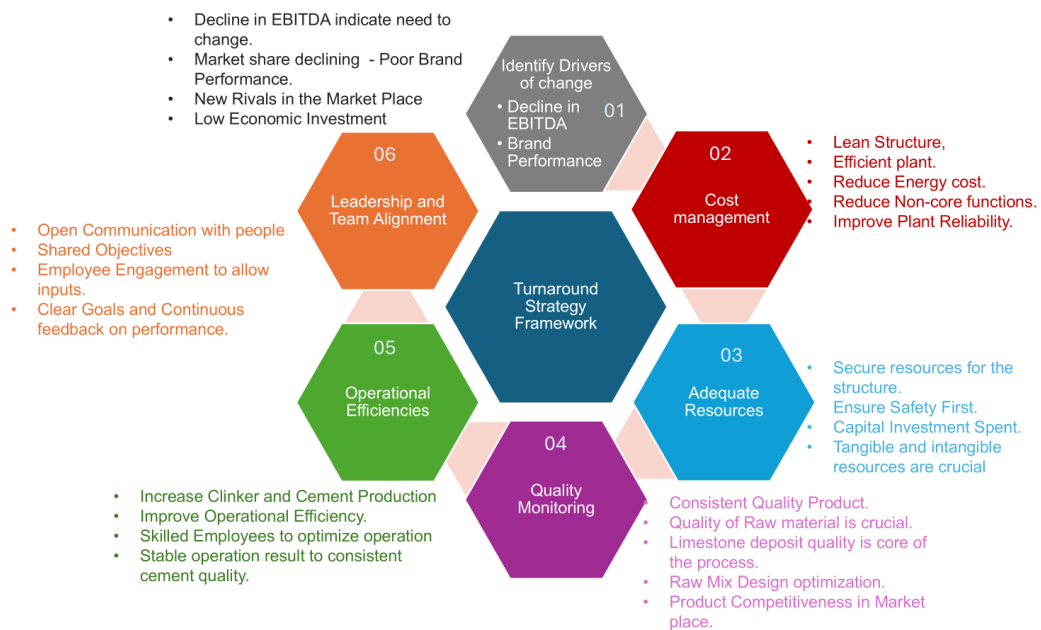 • Decline in EBITDA indicate need to
change.
• Market share declining - Poor Brand
Performance.
• New Rivals in the Market Place
• Low Economic Investment
Identify Drivers
of change
01
• Decline in
EBITDA
• Brand
Performance
02
Cost
management
• Lean Structure,
• Efficient plant.
• Reduce Energy cost.
• Reduce Non-core functions.
• Improve Plant Reliability.
06
Leadership and
Team Alignment
• Open Communication with people
• Shared Objectives
• Employee Engagement to allow
inputs.
• Clear Goals and Continuous
feedback on performance.
Turnaround
Strategy
Framework
03
Adequate
Resources
• Secure resources for the
structure.
• Ensure Safety First.
• Capital Investment Spent.
• Tangible and intangible
resources are crucial
05
Operational
Efficiencies
• Increase Clinker and Cement Production
• Improve Operational Efficiency.
• Skilled Employees to optimize operation
• Stable operation result to consistent
cement quality.
04
Quality
Monitoring
• Consistent Quality Product.
• Quality of Raw material is crucial.
• Limestone deposit quality is core of
the process.
• Raw Mix Design optimization.
• Product Competitiveness in Market
place.